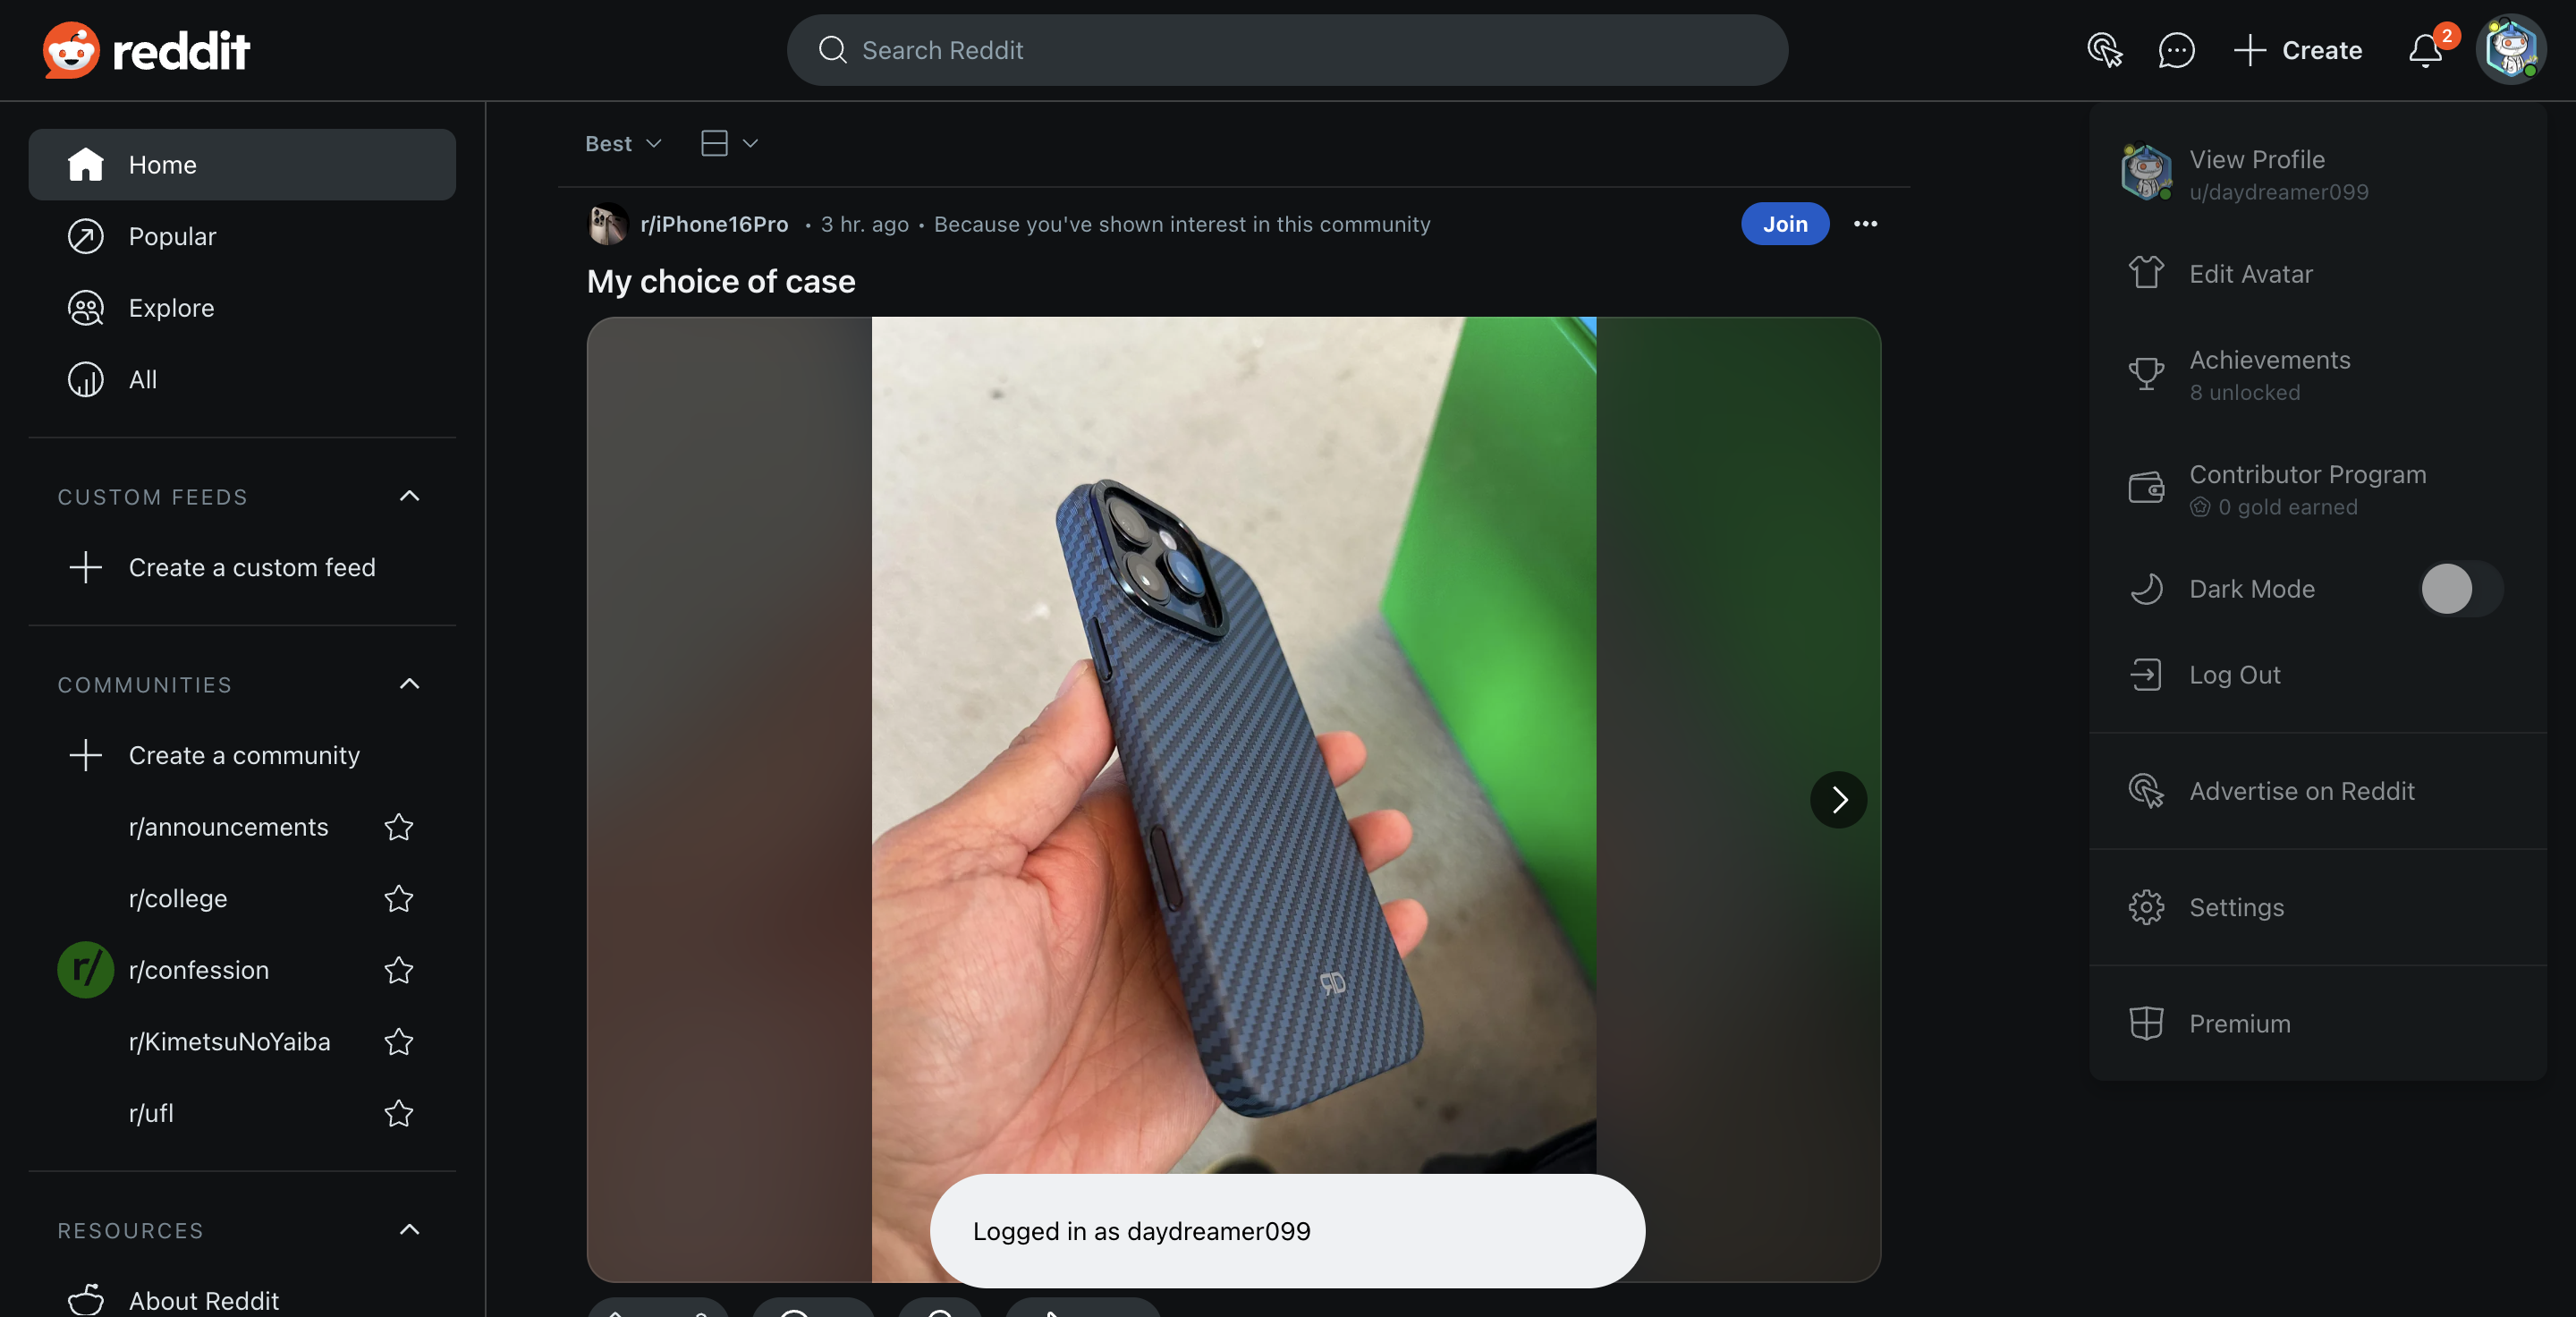 reddit
Search Reddit
Create
2
Home
Popular
Explore
All
CUSTOM FEEDS
Create a custom feed
COMMUNITIES
Create a community
r/announcements
r/college
r/ r/confession
r/KimetsuNoYaiba
r/ufl
RESOURCES
About Reddit
Best
r/iPhone16Pro • 3 hr. ago • Because you've shown interest in this community
Join
My choice of case
Logged in as daydreamer099
View Profile
u/daydreamer099
Edit Avatar
Achievements
8 unlocked
Contributor Program
0 gold earned
Dark Mode
Log Out
Advertise on Reddit
Settings
Premium